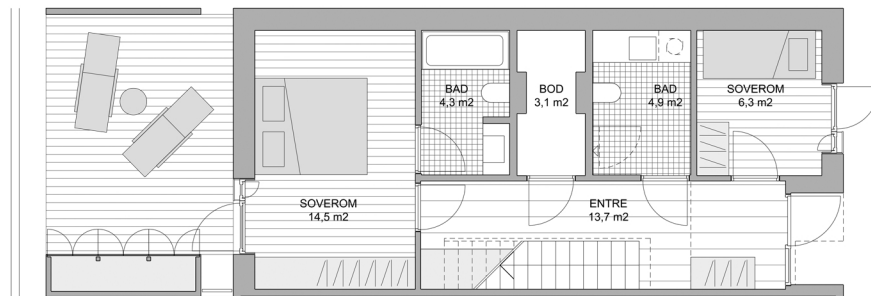 BAD
4,3 m2
BOD
3,1 m2
BAD
4,9 m2
SOVEROM
6,3 m2
SOVEROM
14,5 m2
ENTRE
13,7 m2